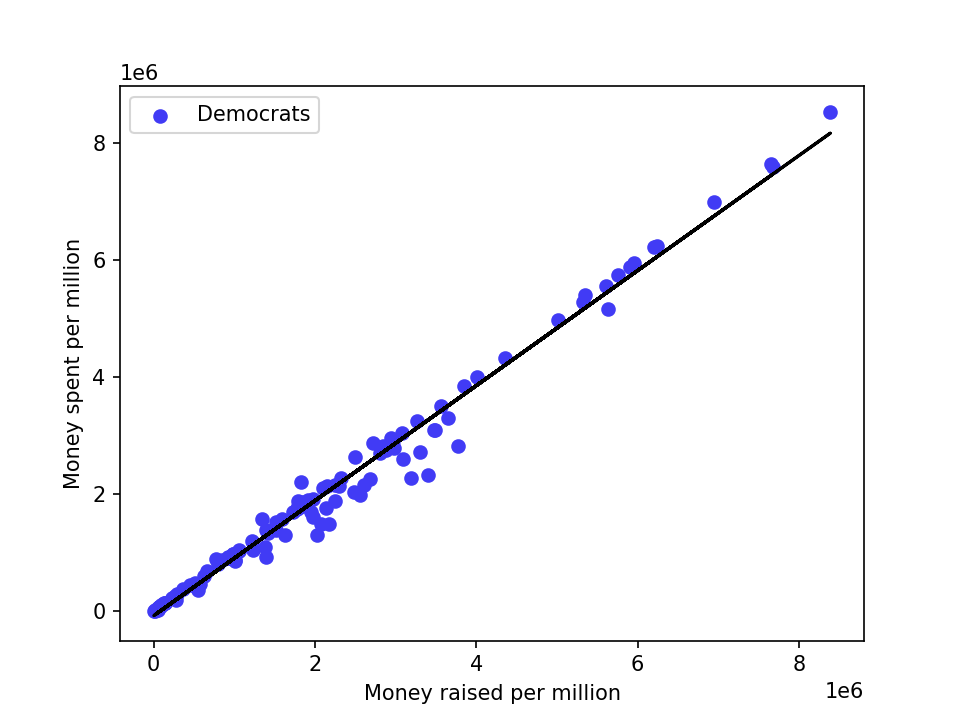 1e6
Democrats
8
6
4
2
0
Money spent per million
0 2 4 6 8
Money raised per million
1e6